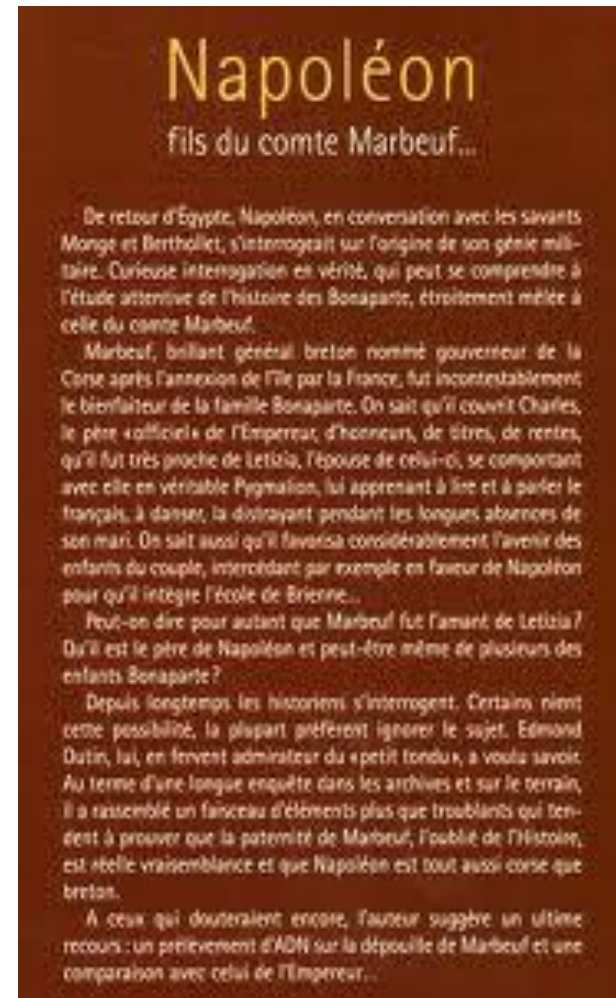 Napoléon
fils du comte Marbeuf...
De retour d'Égypte, Napoléon, en conversation avec les savants
Monge et Berthollet, s'interrogeait sur l'origine de son génie mili-
taire. Curieuse interrogation en vérité, qui peut se comprendre à
l'étude attentive de l'histoire des Bonaparte, étroitement mêlée à
celle du comte Marbeuf.
Marbeuf, brillant général breton nommé gouverneur de la
Corse après l'annexion de l'île par la France, fut incontestablement
le bienfaiteur de la famille Bonaparte. On sait qu'il couvrit Charles,
le père «officiel» de l'Empereur, d'honneurs, de titres, de rentes,
qu'il fut très proche de Letizia, l'épouse de celui-ci, se comportant
avec elle en véritable Pygmalion, lui apprenant à lire et à parler le
français, à danser, la distrayant pendant les longues absences de
son mari. On sait aussi qu'il favorisa considérablement l'avenir des
enfants du couple, intercédant par exemple en faveur de Napoléon
pour qu'il intègre l'école de Brienne...
Peut-on dire pour autant que Marbeuf fut l'amant de Letizia ?
Qu'il est le père de Napoléon et peut-être même de plusieurs des
enfants Bonaparte ?
Depuis longtemps les historiens s'interrogent. Certains nient
cette possibilité, la plupart préfèrent ignorer le sujet. Edmond
Outin, lui, en fervent admirateur du «petit tondu», a voulu savoir.
Au terme d'une longue enquête dans les archives et sur le terrain,
il a rassemblé un faisceau d'éléments plus que troublants qui ten-
dent à prouver que la paternité de Marbeuf, l'oublié de l'Histoire,
est réelle vraisemblance et que Napoléon est tout aussi corse que
breton.
A ceux qui douteraient encore, l'auteur suggère un ultime
recours : un prélèvement d'ADN sur la dépouille de Marbeuf et une
comparaison avec celui de l'Empereur...